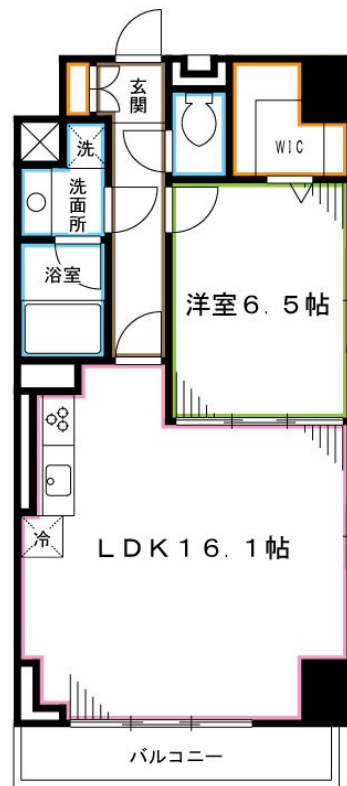 玄関
洗
WIC
洗面所
浴室
洋室6.5帖
冷
LDK16.1帖
バルコニー